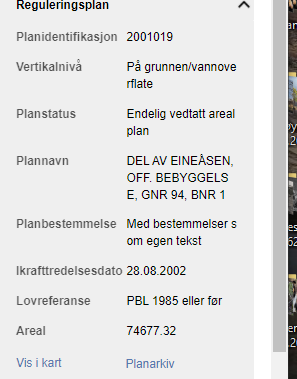 Reguleringsplan
Planidentifikasjon 2001019
Vertikalnivå På grunnen/vannove
rflate
Planstatus Endelig vedtatt areal
plan
Plannavn DEL AV EINEÅSEN,
OFF. BEBYGGELS
E, GNR 94, BNR 1
Planbestemmelse Med bestemmelser s
om egen tekst
Ikrafttredelsesdato 28.08.2002
Lovreferanse PBL 1985 eller før
Areal 74677.32
Vis i kart Planarkiv